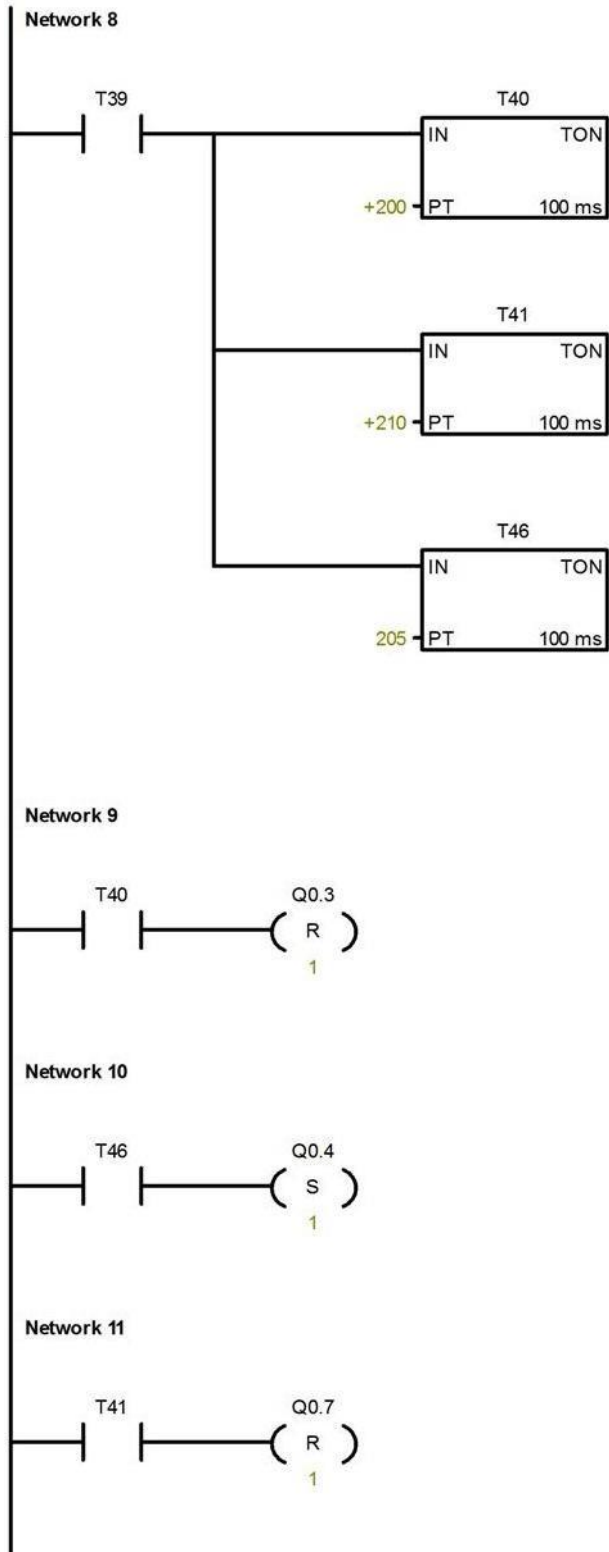 Network 8
T39 T40
IN TON
+200 PT 100 ms
T41
IN TON
+210 PT 100 ms
T46
IN TON
205 PT 100 ms
Network 9
T40 Q0.3
R
1
Network 10
T46 Q0.4
S
1
Network 11
T41 Q0.7
R
1